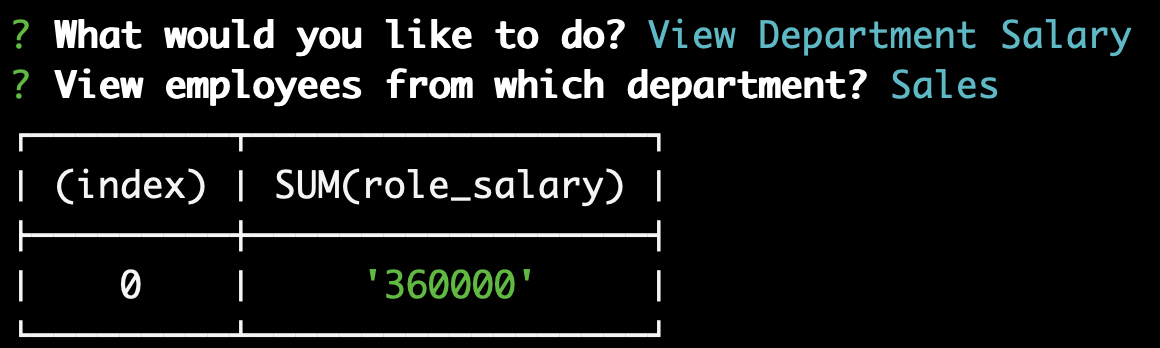 ? What would you like to do? View Department Salary
? View employees from which department? Sales
(index) | SUM(role_salary)
0 | '360000'